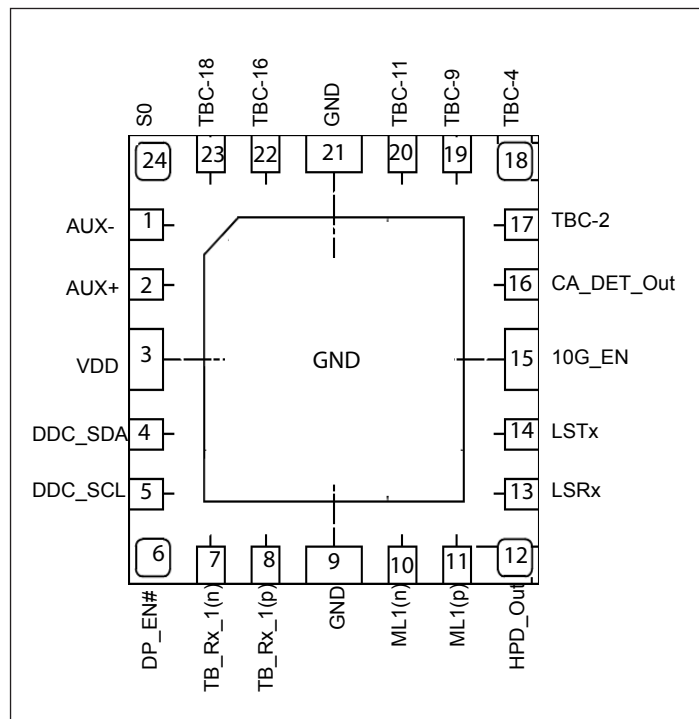 S0
TBC-18
TBC-16
GND
TBC-11
TBC-9
TBC-4
24
23
22
21
20
19
18
AUX-
1
17
TBC-2
AUX+
2
16
CA_DET_Out
VDD
3
GND
15
10G_EN
DDC_SDA
4
14
LSTx
DDC_SCL
5
13
LSRx
6
7
8
9
10
11
12
DP_EN#
TB_Rx_1(n)
TB_Rx_1(p)
GND
ML1(n)
ML1(p)
HPD_Out